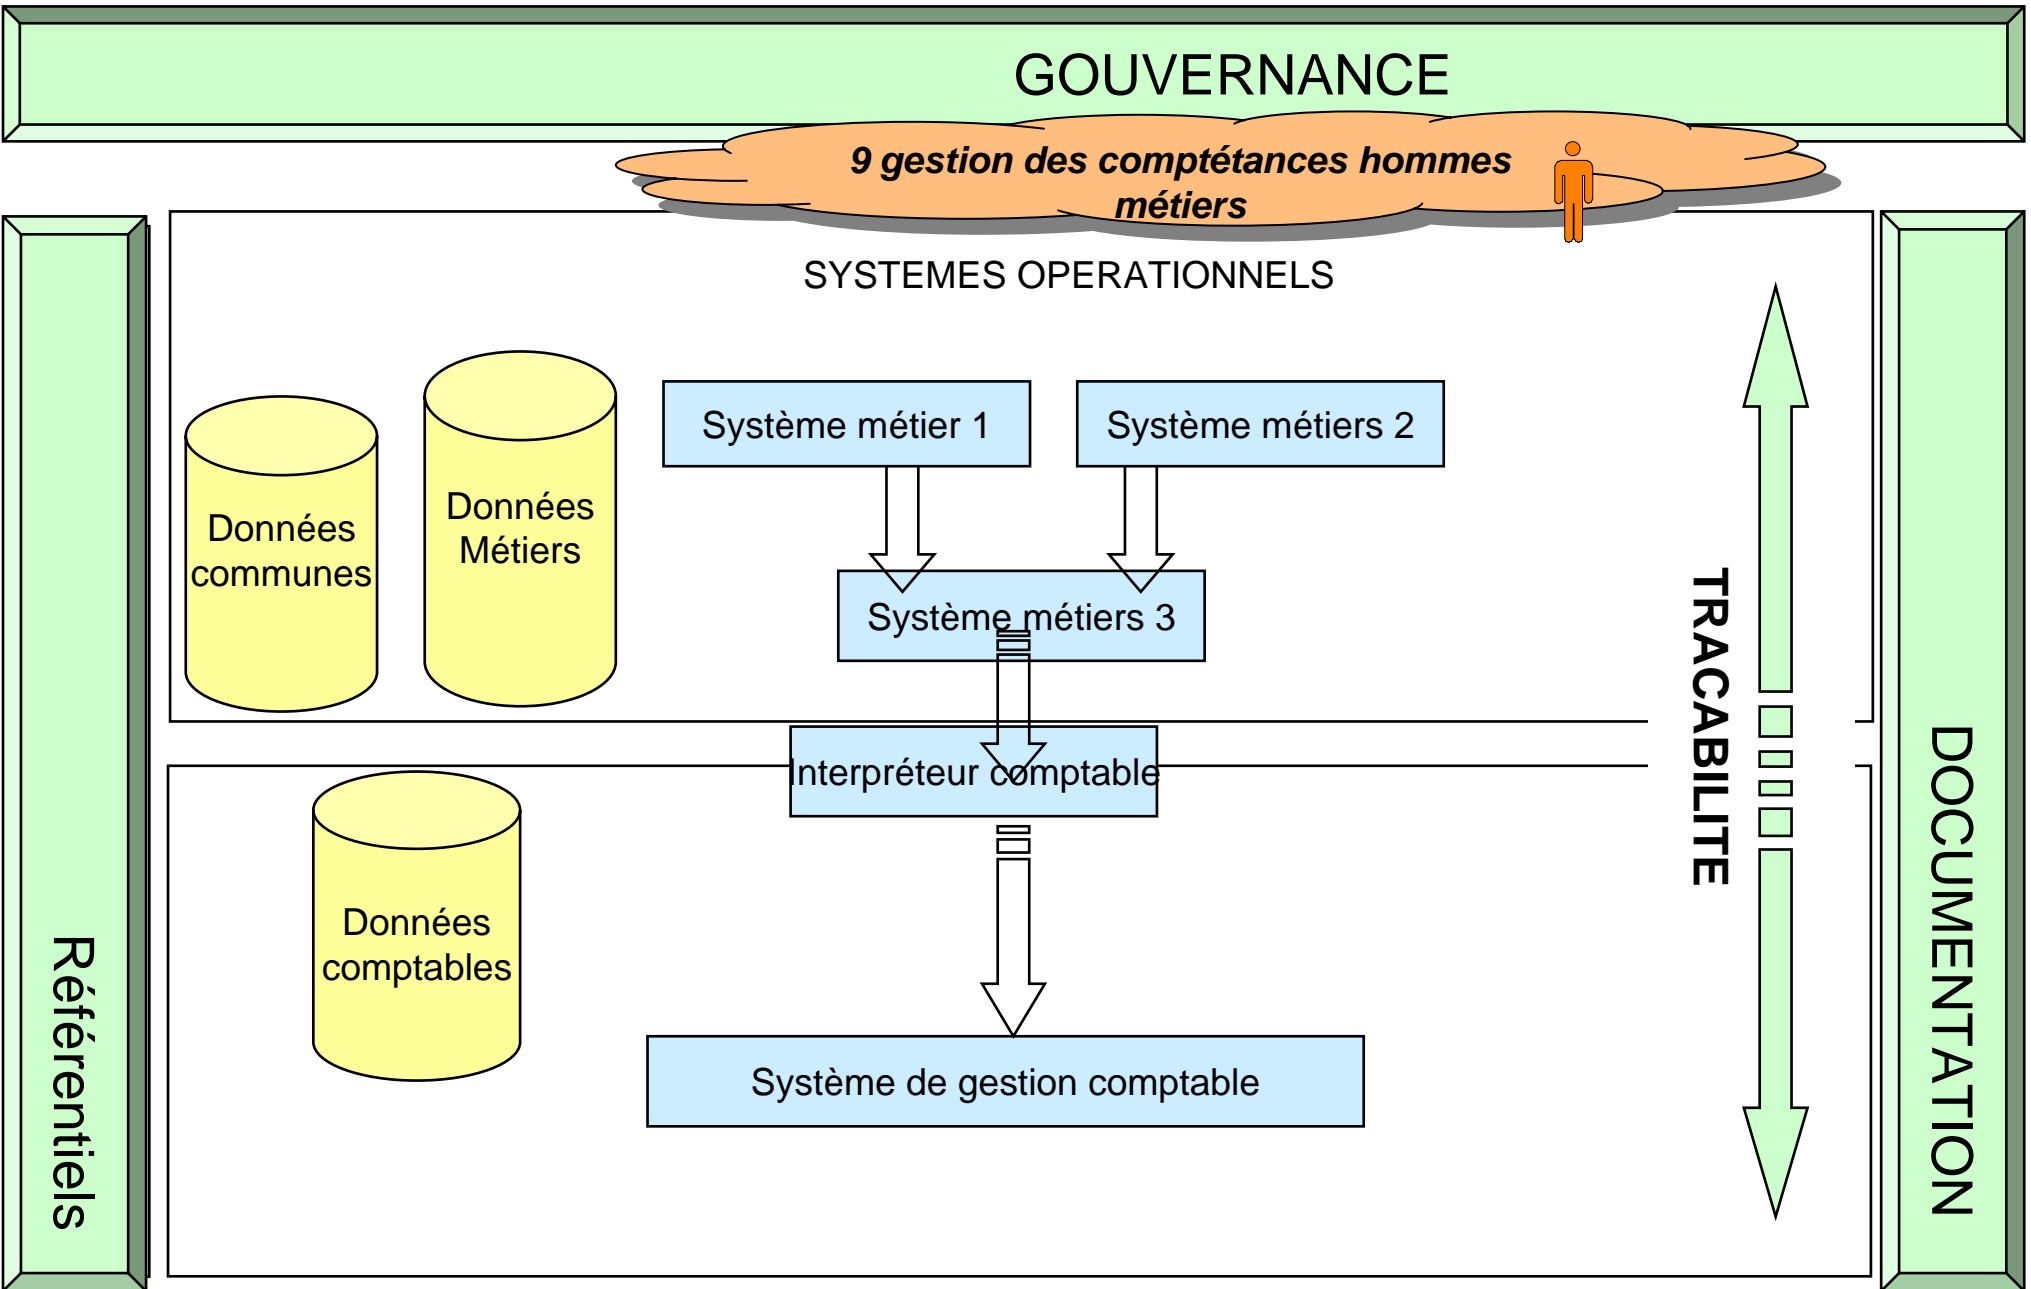 GOUVERNANCE
9 gestion des comptétances hommes
métiers
SYSTEMES OPERATIONNELS
Système métier 1
Système métiers 2
Données
communes
Données
Métiers
Système métiers 3
TRACABILITE
Interpréteur comptable
Données
comptables
Système de gestion comptable
Référentiels
DOCUMENTATION